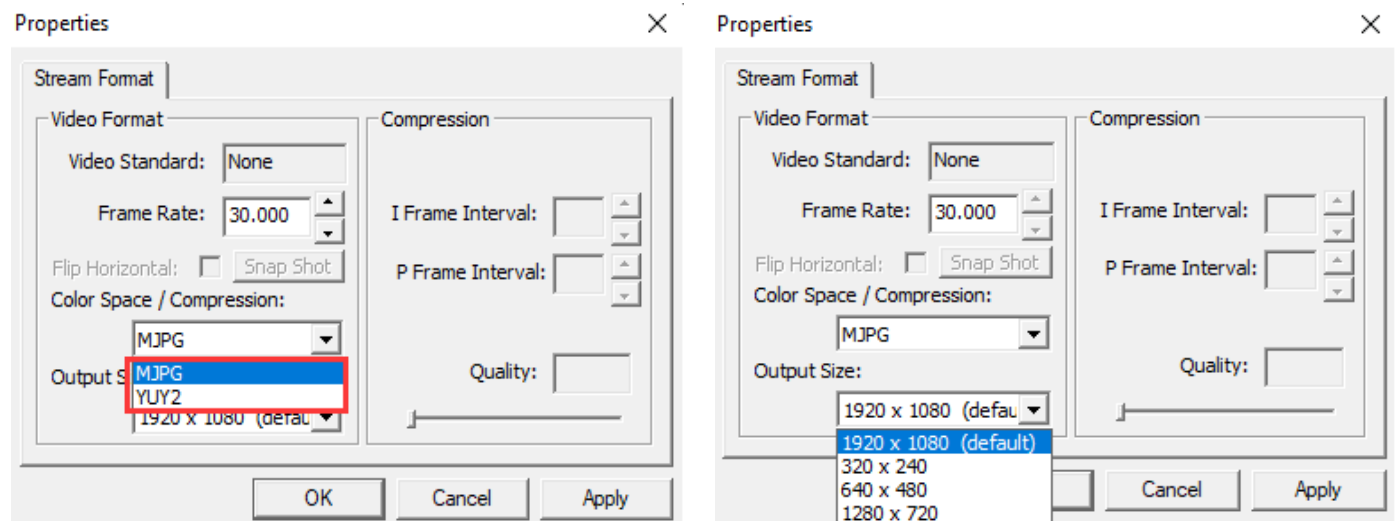 Properties
Stream Format
Video Format
Video Standard: None
Frame Rate: 30.000
Flip Horizontal: Snap Shot
Color Space / Compression:
MJPG
MJPG
YUY2
Output S
1920 x 1080 (defau
Compression
I Frame Interval:
P Frame Interval:
Quality:
OK Cancel Apply
Properties
Stream Format
Video Format
Video Standard: None
Frame Rate: 30.000
Flip Horizontal: Snap Shot
Color Space / Compression:
MJPG
Output Size:
1920 x 1080 (defau
1920 x 1080 (default)
320 x 240
640 x 480
1280 x 720
Compression
I Frame Interval:
P Frame Interval:
Quality:
Cancel Apply